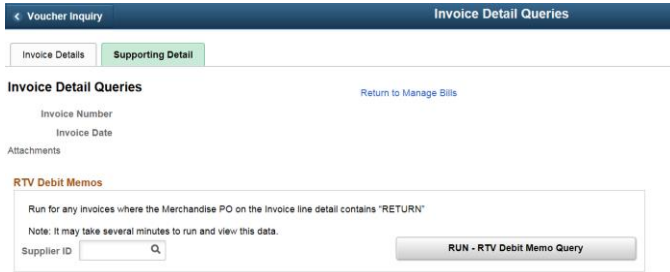 Voucher Inquiry
Invoice Detail Queries
Invoice Details
Supporting Detail
Invoice Detail Queries
Return to Manage Bills
Invoice Number
Invoice Date
Attachments
RTV Debit Memos
Run for any invoices where the Merchandise PO on the Invoice line detail contains "RETURN"
Note: It may take several minutes to run and view this data.
Supplier ID
RUN - RTV Debit Memo Query